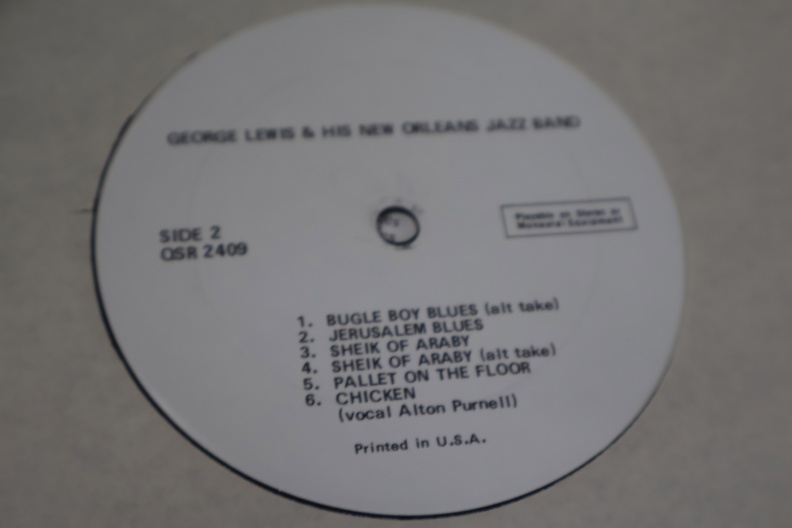 GEORGE LEWIS & HIS NEW ORLEANS JAZZ BAND
SIDE 2
OSR 2409
Playable on Stereo or
Monaural Equipment
1. BUGLE BOY BLUES (alt take)
2. JERUSALEM BLUES
3. SHEIK OF ARABY
4. SHEIK OF ARABY (alt take)
5. PALLET ON THE FLOOR
6. CHICKEN
(vocal Alton Purnell)
Printed in U.S.A.